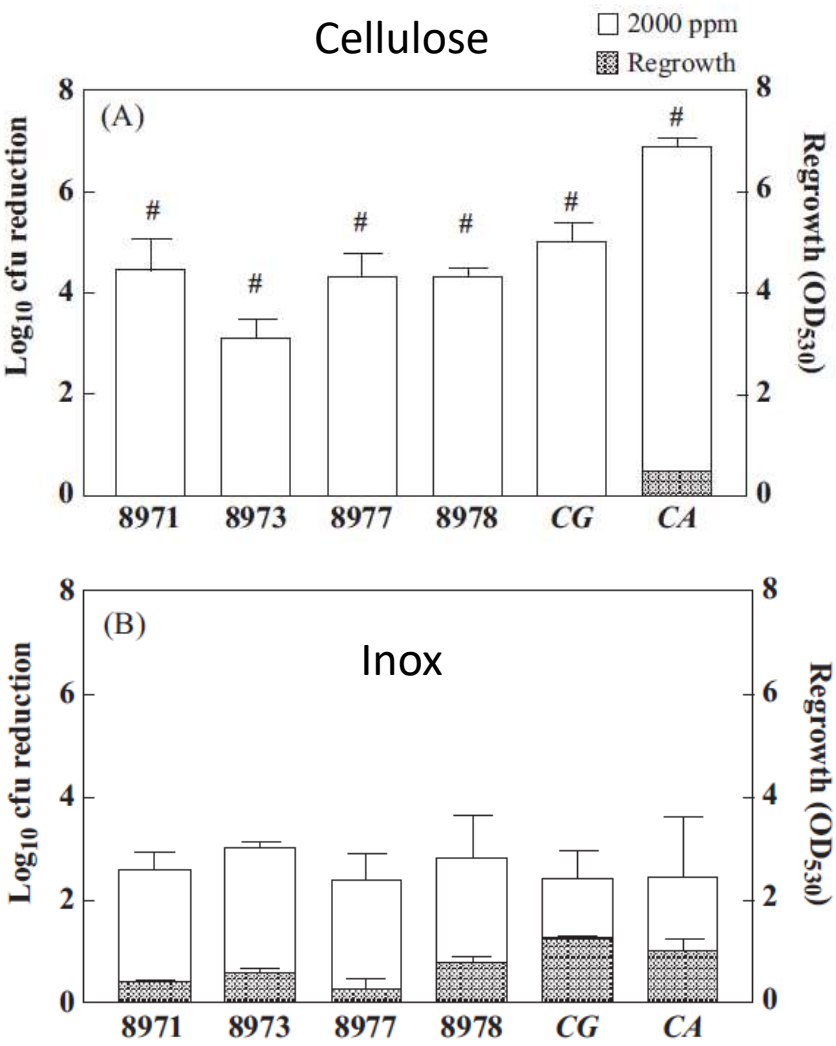 Cellulose
2000 ppm
Regrowth
(A)
Log10 cfu reduction
8
6
4
2
0
# # # # # #
8
6
4
2
0
Regrowth (OD530)
8971 8973 8977 8978 CG CA
(B)
Inox
Log10 cfu reduction
8
6
4
2
0
8
6
4
2
0
Regrowth (OD530)
8971 8973 8977 8978 CG CA